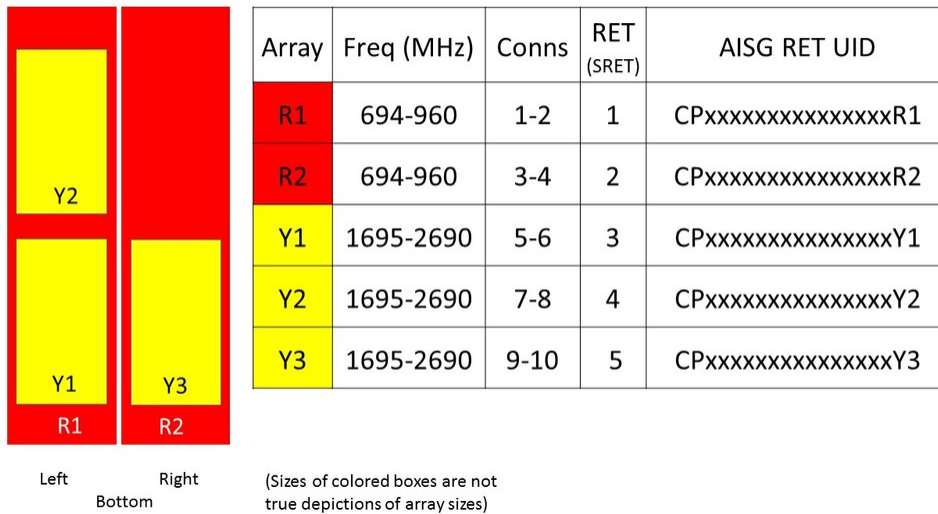 Y2
Y1
Y3
R1
R2
Left
Right
Bottom
Array Freq (MHz) Conns RET (SRET) AISG RET UID
R1 694-960 1-2 1 CPxxxxxxxxxxxxxxxR1
R2 694-960 3-4 2 CPxxxxxxxxxxxxxxxR2
Y1 1695-2690 5-6 3 CPxxxxxxxxxxxxxxxY1
Y2 1695-2690 7-8 4 CPxxxxxxxxxxxxxxxY2
Y3 1695-2690 9-10 5 CPxxxxxxxxxxxxxxxY3
(Sizes of colored boxes are not
true depictions of array sizes)